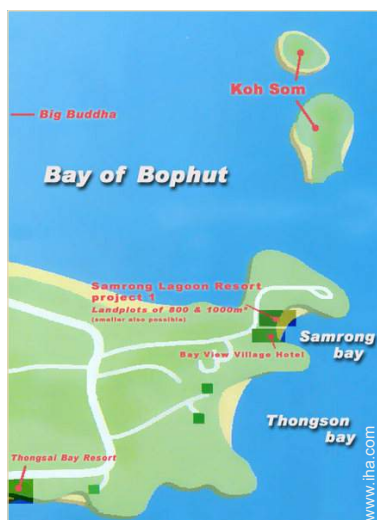 Koh Som
Big Buddha
Bay of Bophut
Samrong Lagoon Resort
project 1
Landplots of 800 & 1000m²
(smaller also possible)
Samrong
bay
Bay View Village Hotel
Thongson
bay
Thongsai Bay Resort
www.iha.com